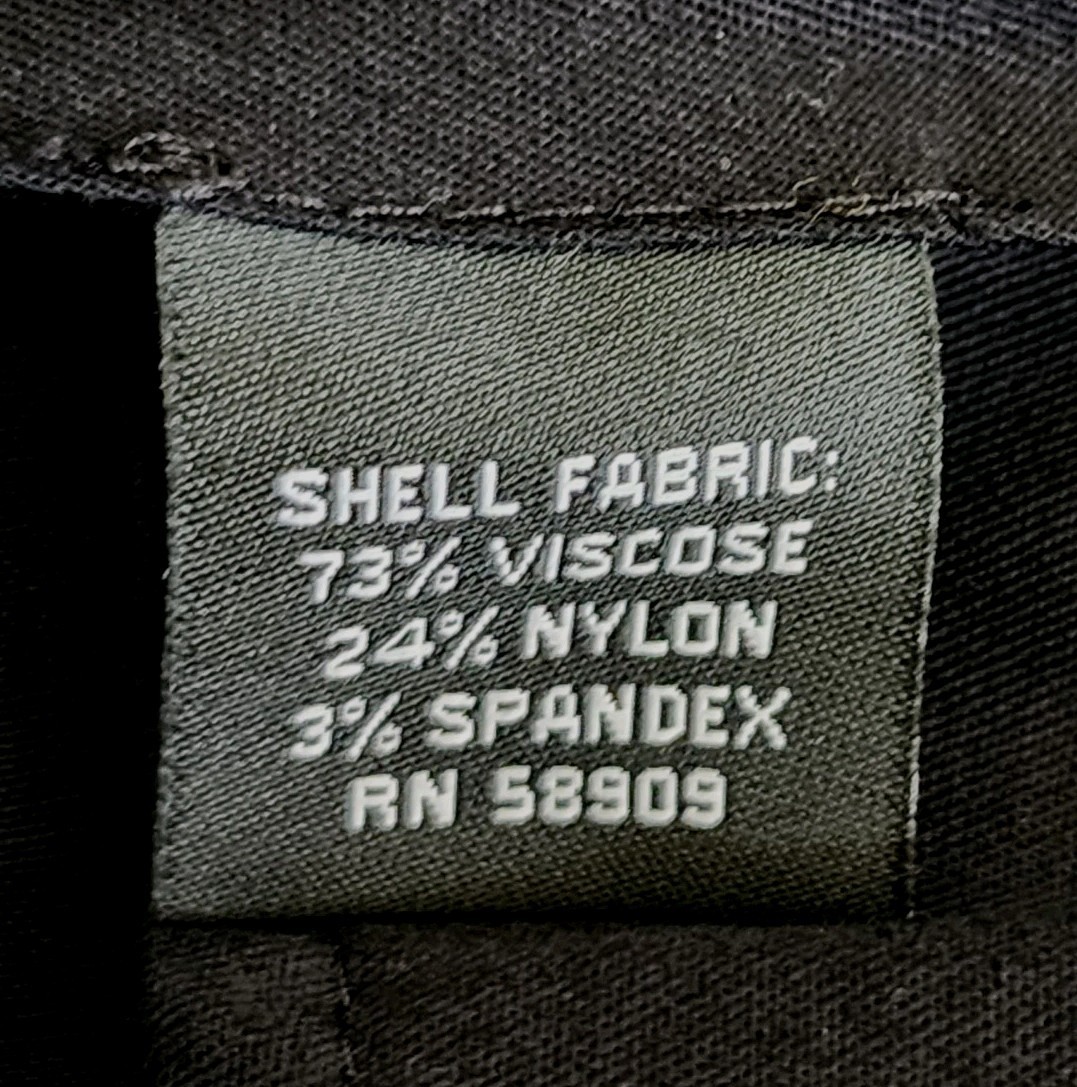 SHELL FABRIC:
73% VISCOSE
24% NYLON
3% SPANDEX
RN 58909